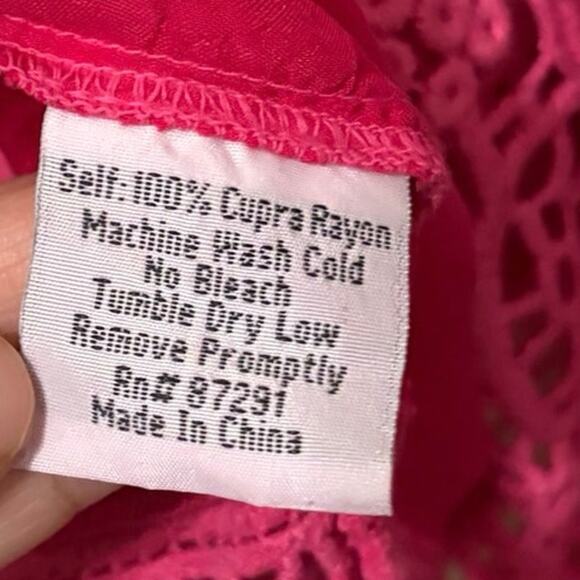 Self: 100% Cupra Rayon
Machine Wash Cold
No Bleach
Tumble Dry Low
Remove Promptly
Rn# 87291
Made In China